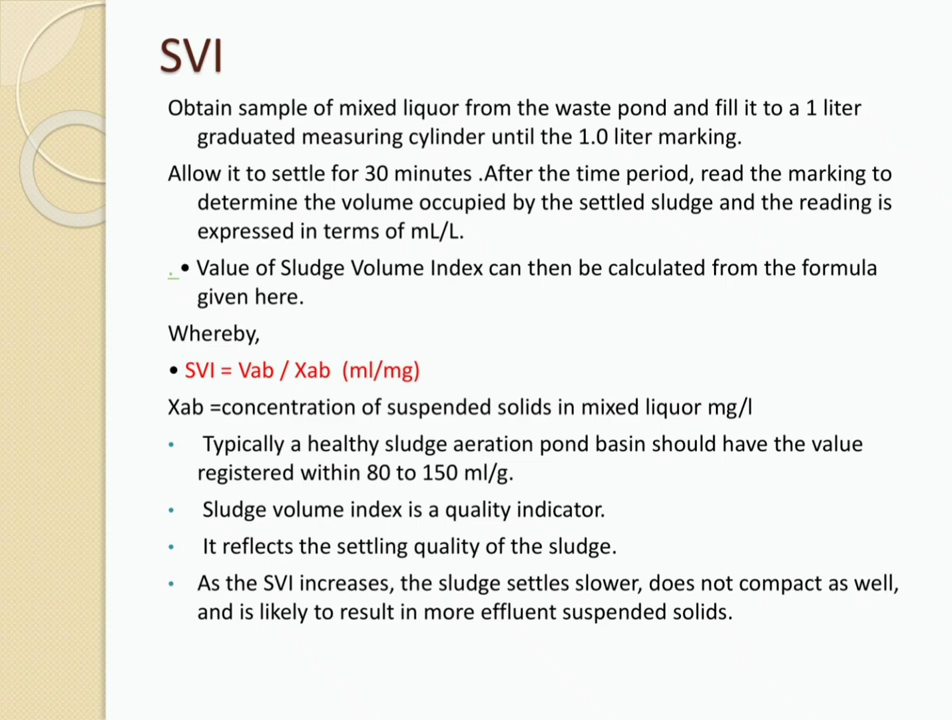 SVI
Obtain sample of mixed liquor from the waste pond and fill it to a 1 liter
graduated measuring cylinder until the 1.0 liter marking.
Allow it to settle for 30 minutes .After the time period, read the marking to
determine the volume occupied by the settled sludge and the reading is
expressed in terms of mL/L.
. • Value of Sludge Volume Index can then be calculated from the formula
given here.
Whereby,
• SVI = Vab / Xab (ml/mg)
Xab =concentration of suspended solids in mixed liquor mg/l
• Typically a healthy sludge aeration pond basin should have the value
registered within 80 to 150 ml/g.
• Sludge volume index is a quality indicator.
• It reflects the settling quality of the sludge.
• As the SVI increases, the sludge settles slower, does not compact as well,
and is likely to result in more effluent suspended solids.